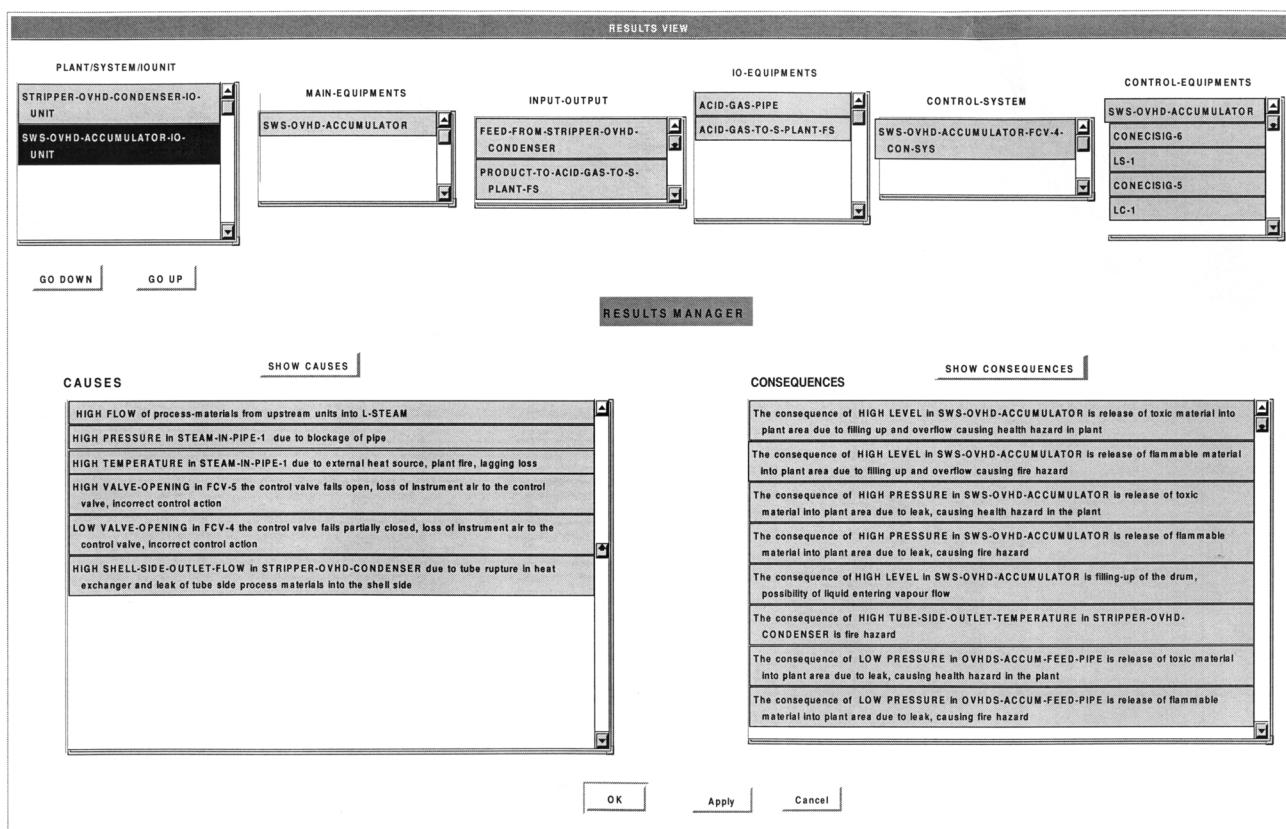 RESULTS VIEW
PLANT/SYSTEM/IOUNIT
STRIPPER-OVHD-CONDENSER-IO-
UNIT
SWS-OVHD-ACCUMULATOR-IO-
UNIT
MAIN-EQUIPMENTS
SWS-OVHD-ACCUMULATOR
INPUT-OUTPUT
FEED-FROM-STRIPPER-OVHD-
CONDENSER
PRODUCT-TO-ACID-GAS-TO-S-
PLANT-FS
IO-EQUIPMENTS
ACID-GAS-PIPE
ACID-GAS-TO-S-PLANT-FS
CONTROL-SYSTEM
SWS-OVHD-ACCUMULATOR-FCV-4-
CON-SYS
CONTROL-EQUIPMENTS
SWS-OVHD-ACCUMULATOR
CONECISIG-6
LS-1
CONECISIG-5
LC-1
GO DOWN
GO UP
RESULTS MANAGER
SHOW CAUSES
CAUSES
HIGH FLOW of process-materials from upstream units into L-STEAM
HIGH PRESSURE in STEAM-IN-PIPE-1 due to blockage of pipe
HIGH TEMPERATURE in STEAM-IN-PIPE-1 due to external heat source, plant fire, lagging loss
HIGH VALVE-OPENING in FCV-5 the control valve fails open, loss of instrument air to the control
valve, incorrect control action
LOW VALVE-OPENING in FCV-4 the control valve fails partially closed, loss of instrument air to the
control valve, incorrect control action
HIGH SHELL-SIDE-OUTLET-FLOW in STRIPPER-OVHD-CONDENSER due to tube rupture in heat
exchanger and leak of tube side process materials into the shell side
SHOW CONSEQUENCES
CONSEQUENCES
The consequence of HIGH LEVEL in SWS-OVHD-ACCUMULATOR is release of toxic material into
plant area due to filling up and overflow causing health hazard in plant
The consequence of HIGH LEVEL in SWS-OVHD-ACCUMULATOR is release of flammable material
into plant area due to filling up and overflow causing fire hazard
The consequence of HIGH PRESSURE in SWS-OVHD-ACCUMULATOR is release of toxic
material into plant area due to leak, causing health hazard in the plant
The consequence of HIGH PRESSURE in SWS-OVHD-ACCUMULATOR is release of flammable
material into plant area due to leak, causing fire hazard
The consequence of HIGH LEVEL in SWS-OVHD-ACCUMULATOR is filling-up of the drum,
possibility of liquid entering vapour flow
The consequence of HIGH TUBE-SIDE-OUTLET-TEMPERATURE in STRIPPER-OVHD-
CONDENSER is fire hazard
The consequence of LOW PRESSURE in OVHDS-ACCUM-FEED-PIPE is release of toxic material
into plant area due to leak, causing health hazard in the plant
The consequence of LOW PRESSURE in OVHDS-ACCUM-FEED-PIPE is release of flammable
material into plant area due to leak, causing fire hazard
OK
Apply
Cancel